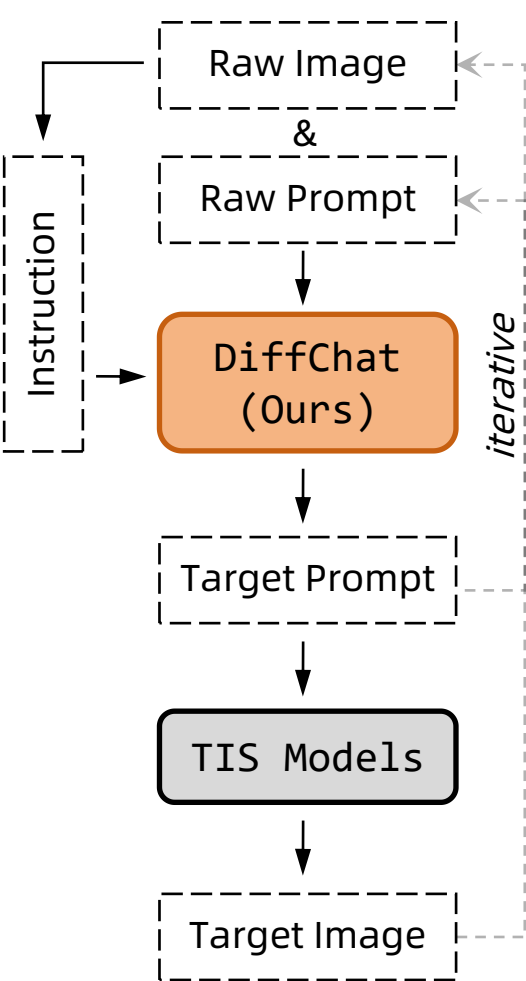 Raw Image
&
Raw Prompt
Instruction
DiffChat
(Ours)
iterative
Target Prompt
TIS Models
Target Image